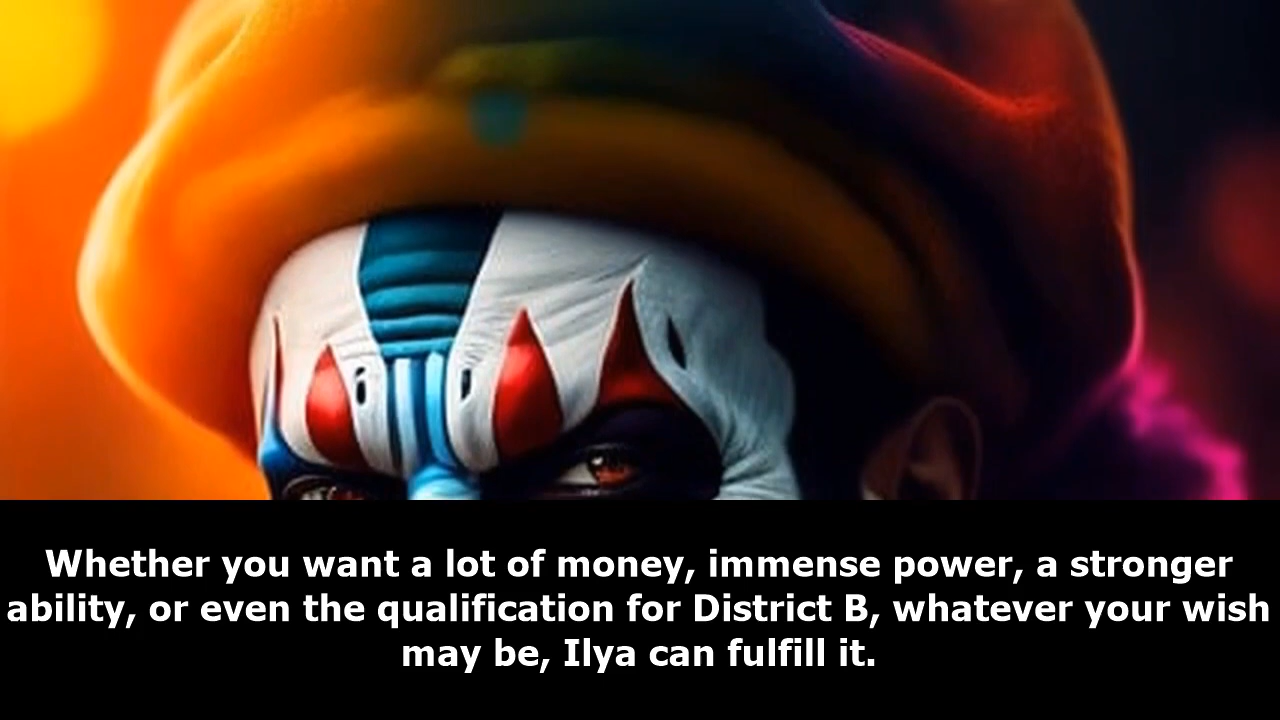 Whether you want a lot of money, immense power, a stronger
ability, or even the qualification for District B, whatever your wish
may be, Ilya can fulfill it.